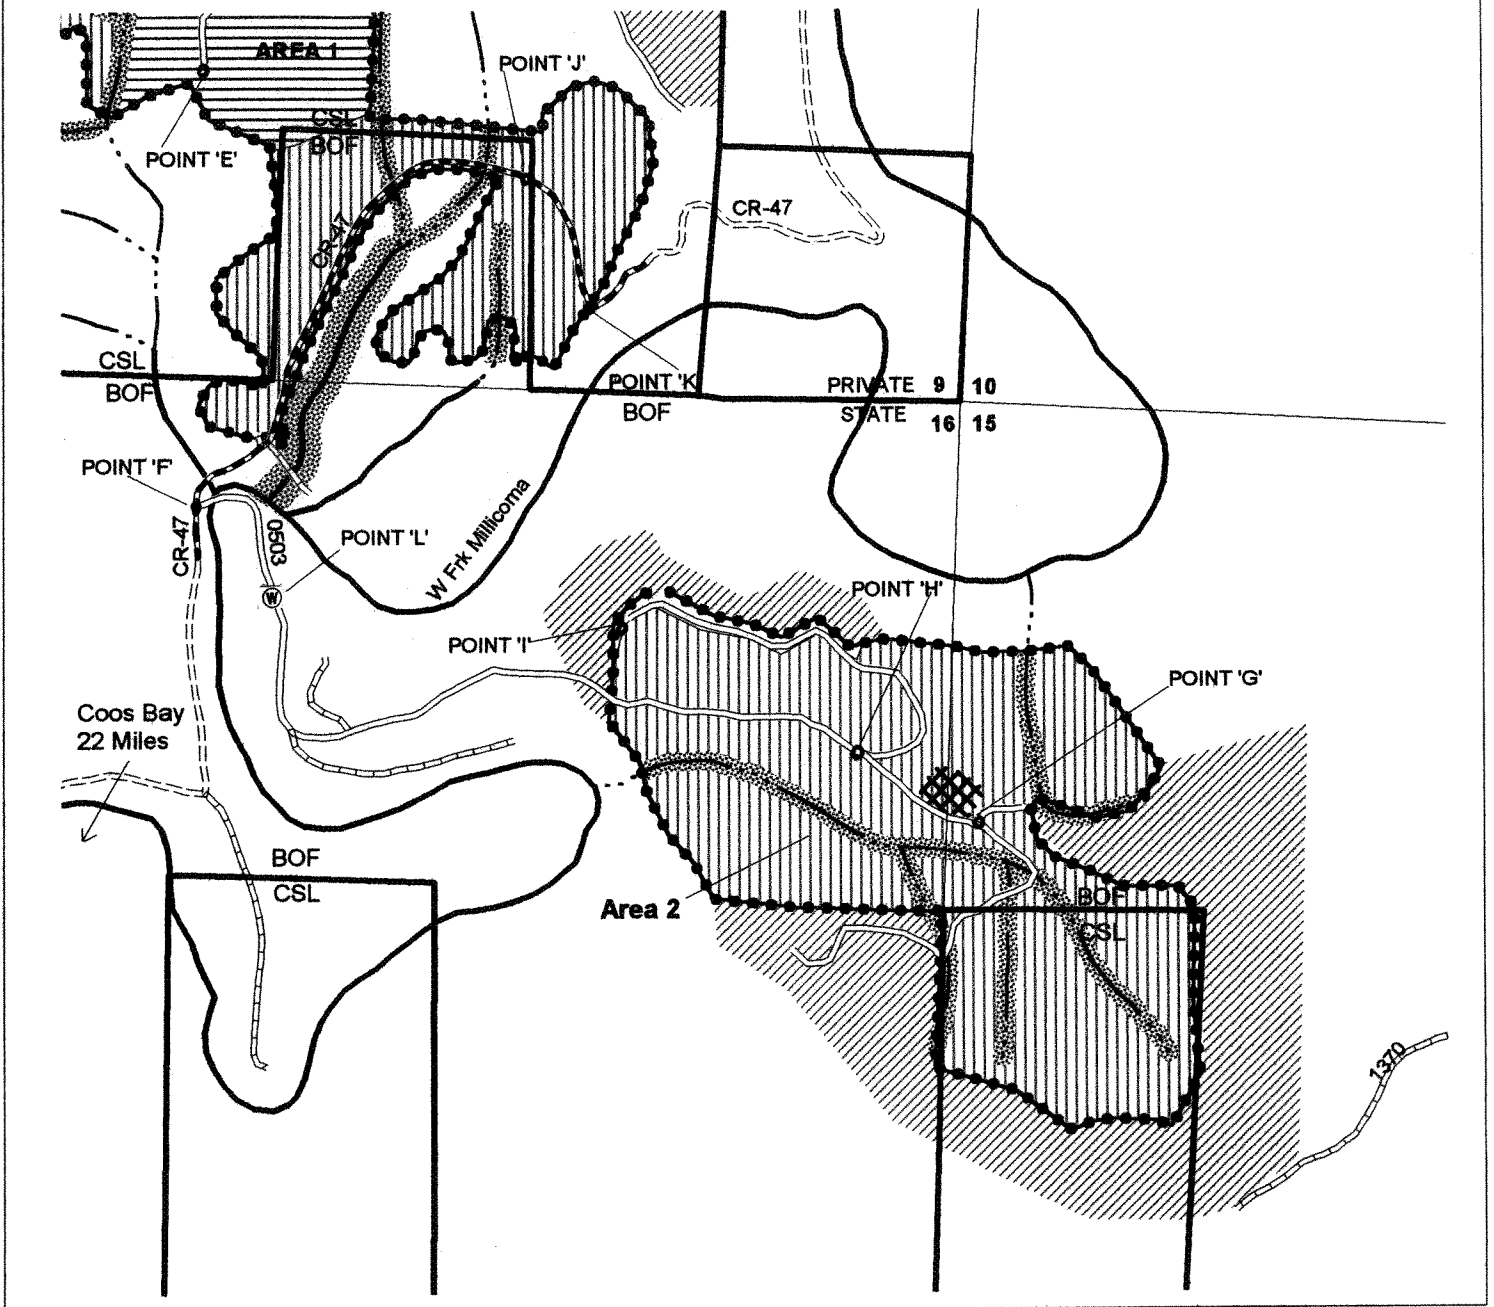 AREA 1
POINT 'J'
CSL
BOF
POINT 'E'
CR-47
CR-47
CSL
BOF
POINT 'K'
BOF
PRIVATE 9 10
STATE
16 15
POINT 'F'
W Frk Millicoma
CR-47
0503
POINT 'L'
W
POINT 'H'
POINT 'I'
POINT 'G'
Coos Bay
22 Miles
BOF
CSL
Area 2
BOF
CSL
1370